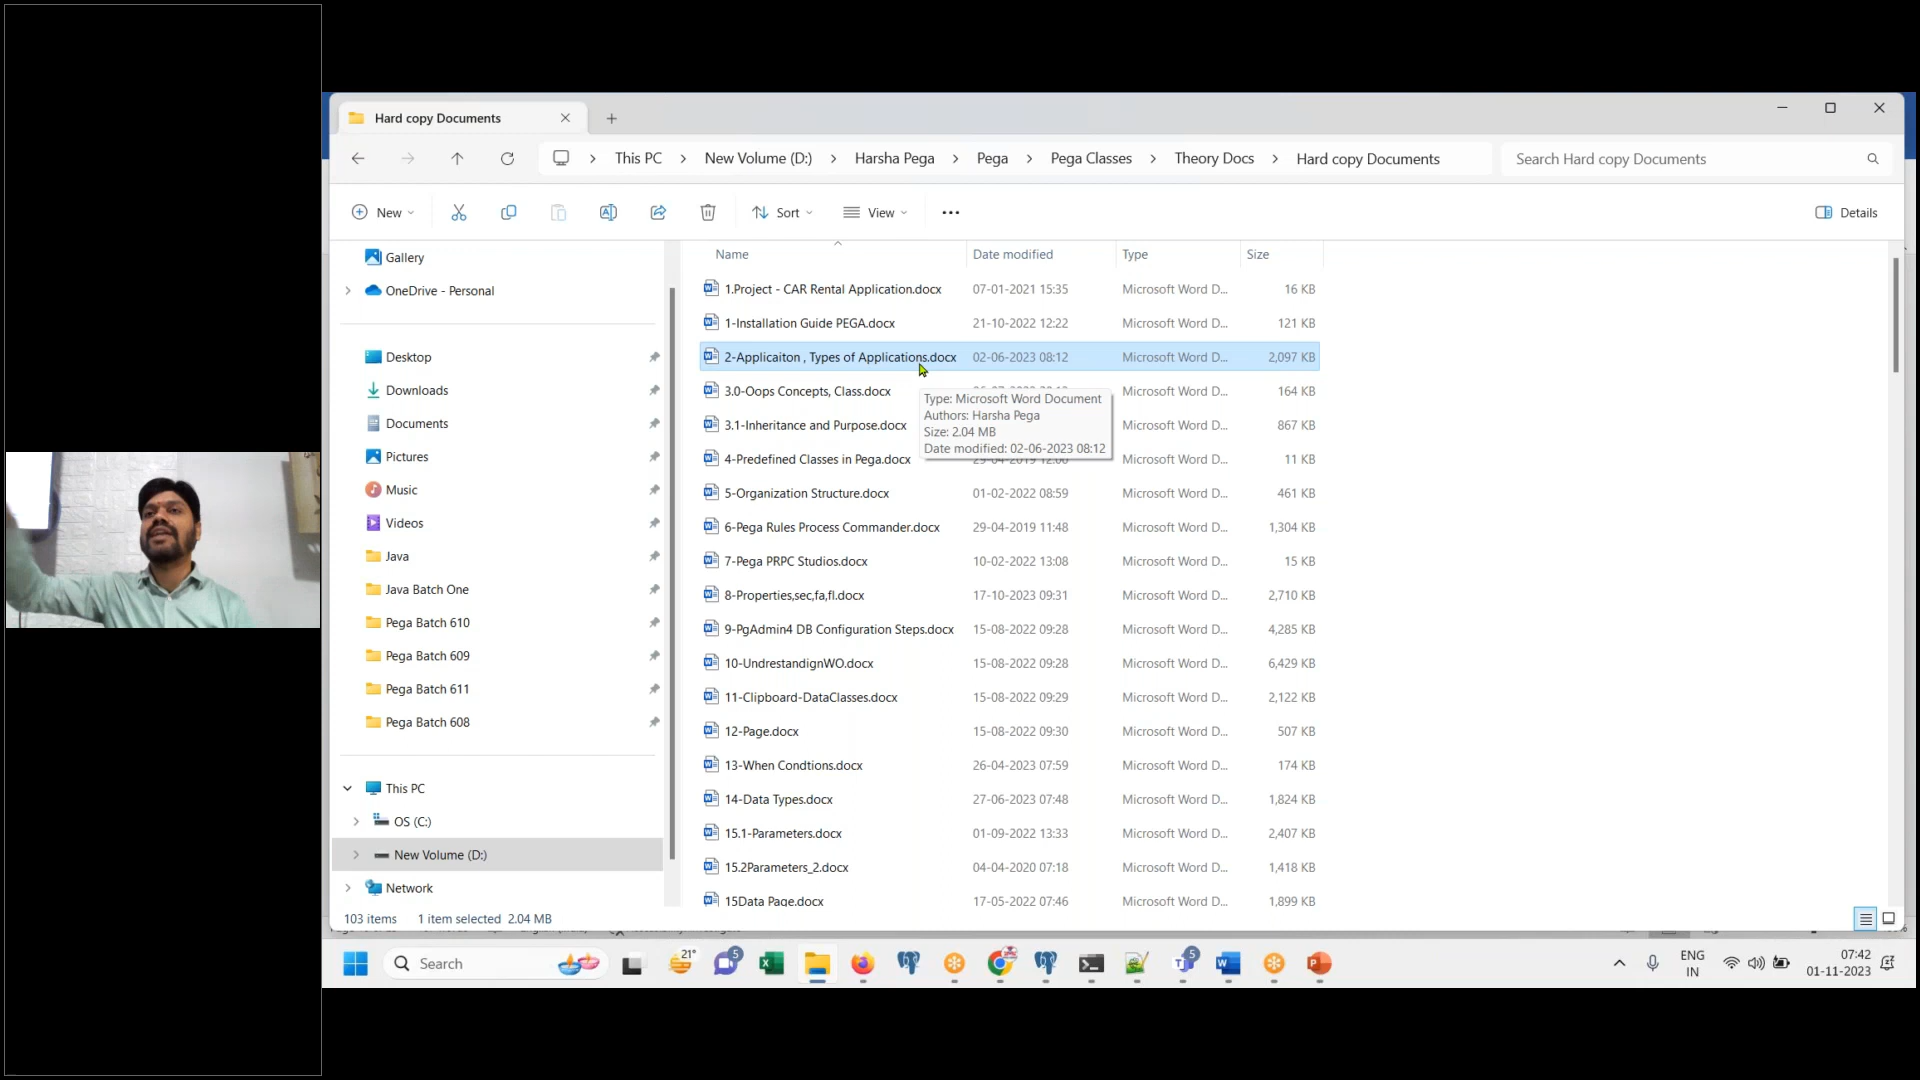 Hard copy Documents
This PC > New Volume (D:) > Harsha Pega > Pega > Pega Classes > Theory Docs > Hard copy Documents
Search Hard copy Documents
New
Sort
View
Details
Gallery
OneDrive - Personal
Desktop
Downloads
Documents
Pictures
Music
Videos
Java
Java Batch One
Pega Batch 610
Pega Batch 609
Pega Batch 611
Pega Batch 608
This PC
OS (C:)
New Volume (D:)
Network
Name Date modified Type Size
1.Project - CAR Rental Application.docx 07-01-2021 15:35 Microsoft Word D... 16 KB
1-Installation Guide PEGA.docx 21-10-2022 12:22 Microsoft Word D... 121 KB
2-Applicaiton , Types of Applications.docx 02-06-2023 08:12 Microsoft Word D... 2,097 KB
3.0-Oops Concepts, Class.docx Microsoft Word D... 164 KB
3.1-Inheritance and Purpose.docx Microsoft Word D... 867 KB
4-Predefined Classes in Pega.docx 29-04-2019 12:00 Microsoft Word D... 11 KB
5-Organization Structure.docx 01-02-2022 08:59 Microsoft Word D... 461 KB
6-Pega Rules Process Commander.docx 29-04-2019 11:48 Microsoft Word D... 1,304 KB
7-Pega PRPC Studios.docx 10-02-2022 13:08 Microsoft Word D... 15 KB
8-Properties,sec,fa,fl.docx 17-10-2023 09:31 Microsoft Word D... 2,710 KB
9-PgAdmin4 DB Configuration Steps.docx 15-08-2022 09:28 Microsoft Word D... 4,285 KB
10-UndrestandignWO.docx 15-08-2022 09:28 Microsoft Word D... 6,429 KB
11-Clipboard-DataClasses.docx 15-08-2022 09:29 Microsoft Word D... 2,122 KB
12-Page.docx 15-08-2022 09:30 Microsoft Word D... 507 KB
13-When Condtions.docx 26-04-2023 07:59 Microsoft Word D... 174 KB
14-Data Types.docx 27-06-2023 07:48 Microsoft Word D... 1,824 KB
15.1-Parameters.docx 01-09-2022 13:33 Microsoft Word D... 2,407 KB
15.2Parameters_2.docx 04-04-2020 07:18 Microsoft Word D... 1,418 KB
15Data Page.docx 17-05-2022 07:46 Microsoft Word D... 1,899 KB
Type: Microsoft Word Document
Authors: Harsha Pega
Size: 2.04 MB
Date modified: 02-06-2023 08:12
103 items 1 item selected 2.04 MB
Search
21°
5
5
ENG
IN
07:42
01-11-2023